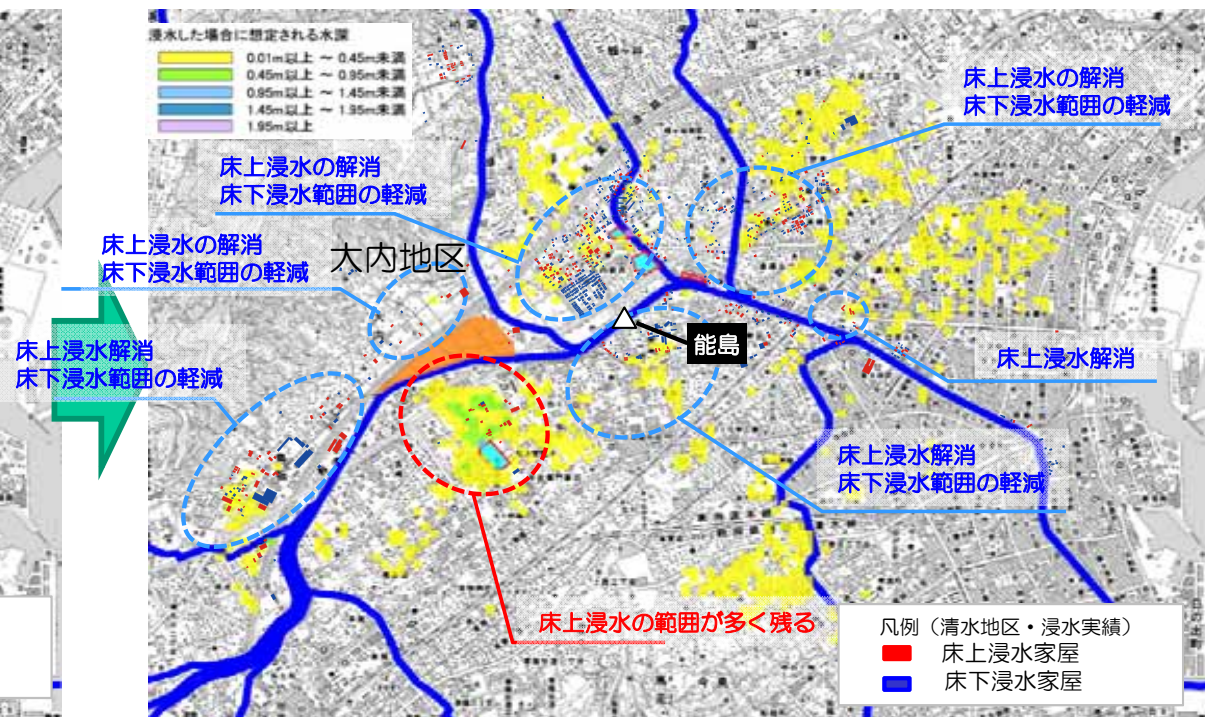 浸水した場合に想定される水深
0.01m以上 ～ 0.45m未満
0.45m以上 ～ 0.95m未満
0.95m以上 ～ 1.45m未満
1.45m以上 ～ 1.95m未満
1.95m以上
床上浸水の解消
床下浸水範囲の軽減
床上浸水の解消
床下浸水範囲の軽減
床上浸水の解消
床下浸水範囲の軽減
大内地区
床上浸水解消
床下浸水範囲の軽減
能島
床上浸水解消
床上浸水解消
床下浸水範囲の軽減
床上浸水の範囲が多く残る
凡例（清水地区・浸水実績）
床上浸水家屋
床下浸水家屋